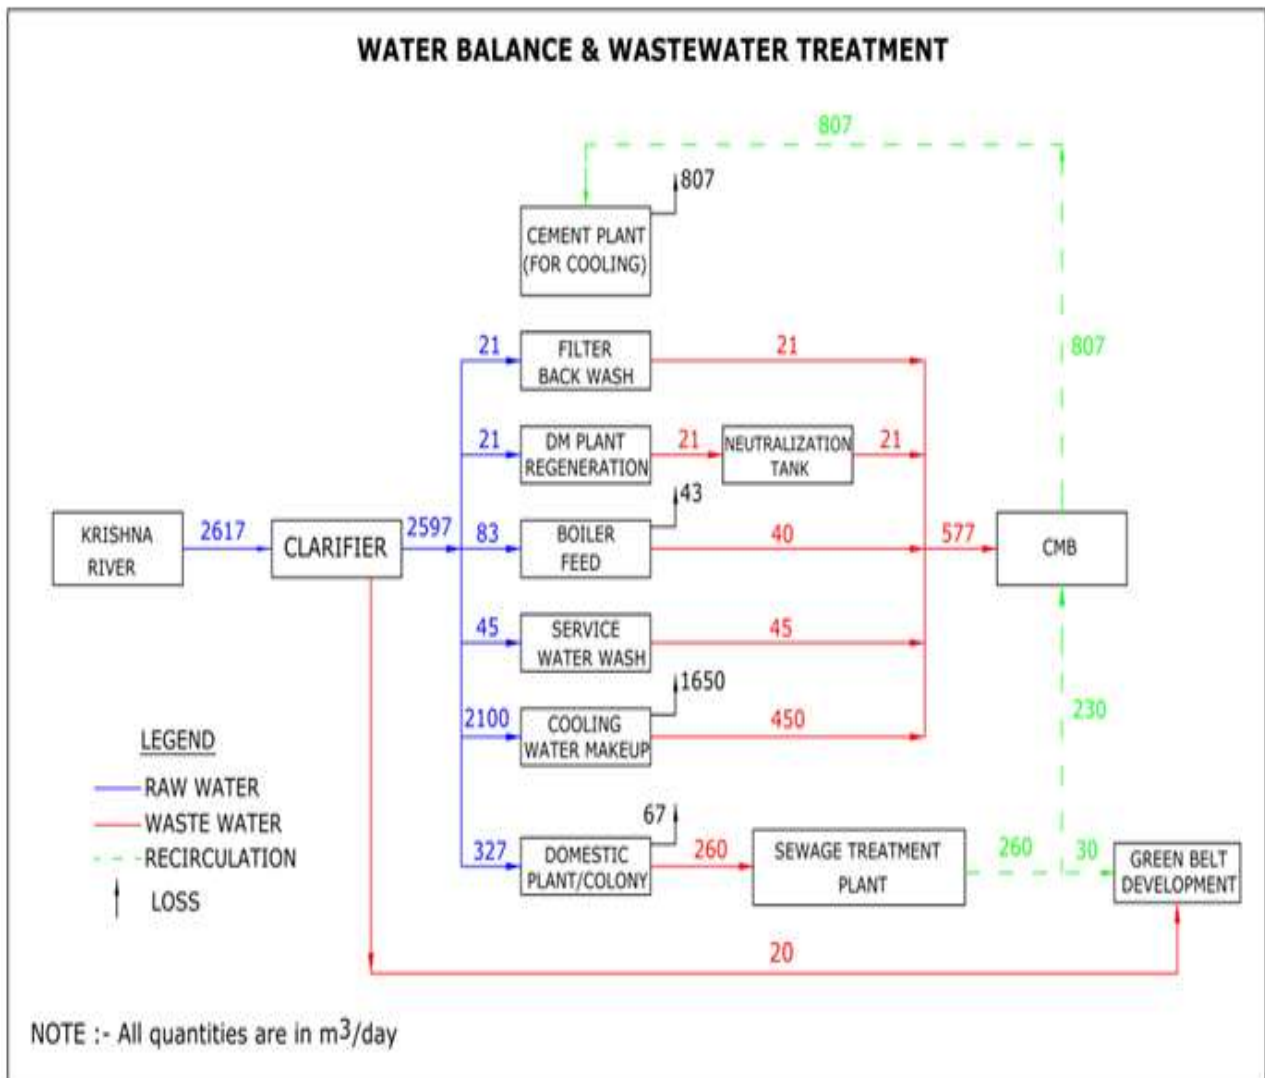 WATER BALANCE & WASTEWATER TREATMENT
807
807
CEMENT PLANT
(FOR COOLING)
807
21
FILTER
BACK WASH
21
21
DM PLANT
REGENERATION
21
NEUTRALIZATION
TANK
21
43
KRISHNA
RIVER
2617
CLARIFIER
2597
83
BOILER
FEED
40
577
CMB
45
SERVICE
WATER WASH
45
1650
2100
COOLING
WATER MAKEUP
450
230
LEGEND
RAW WATER
WASTE WATER
RECIRCULATION
LOSS
67
327
DOMESTIC
PLANT/COLONY
260
SEWAGE TREATMENT
PLANT
260
30
GREEN BELT
DEVELOPMENT
20
NOTE :- All quantities are in m3/day